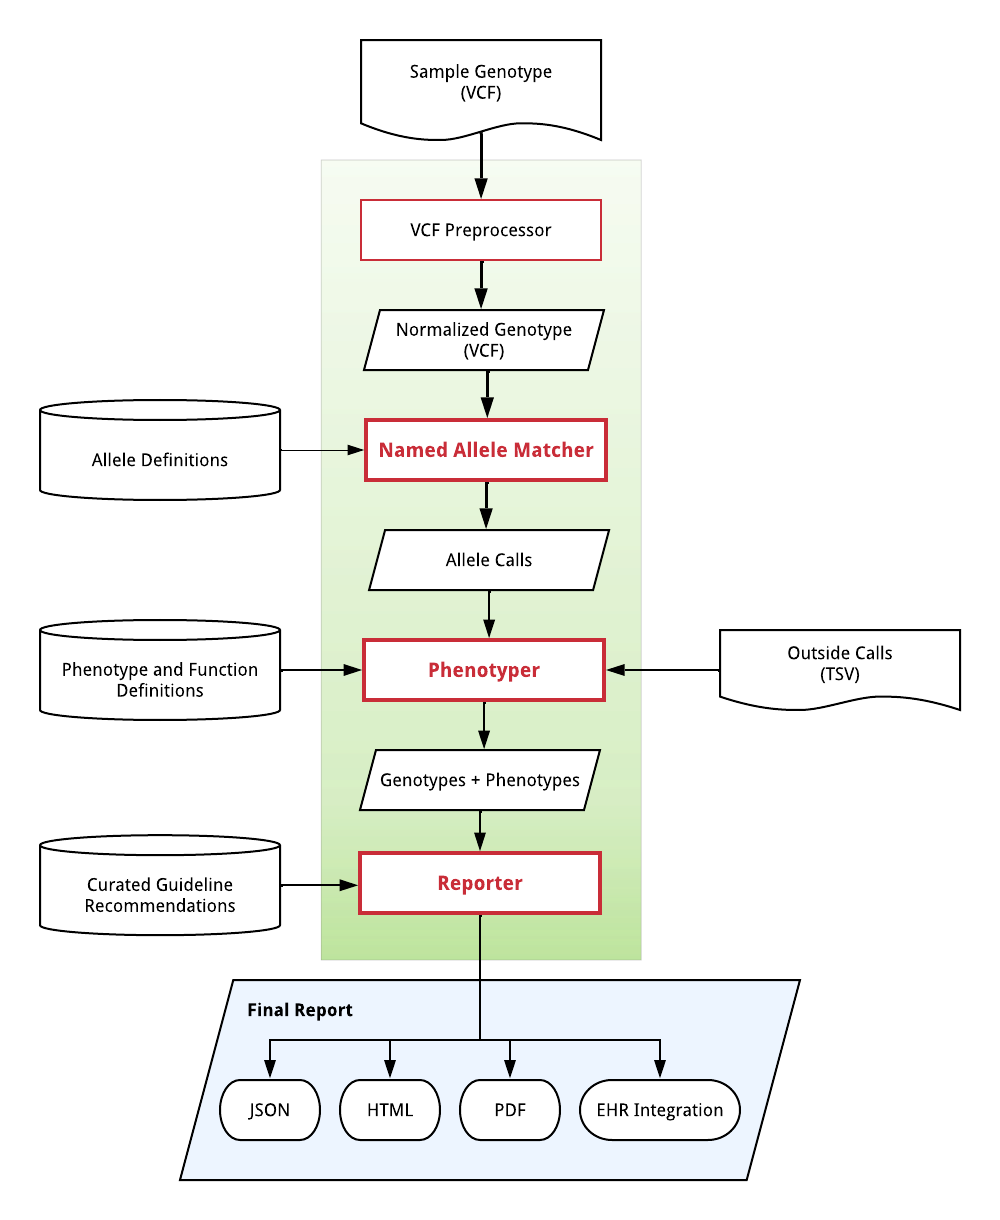 Sample Genotype
(VCF)
VCF Preprocessor
Normalized Genotype
(VCF)
Allele Definitions
Named Allele Matcher
Allele Calls
Phenotype and Function
Definitions
Phenotyper
Outside Calls
(TSV)
Genotypes + Phenotypes
Curated Guideline
Recommendations
Reporter
Final Report
JSON
HTML
PDF
EHR Integration